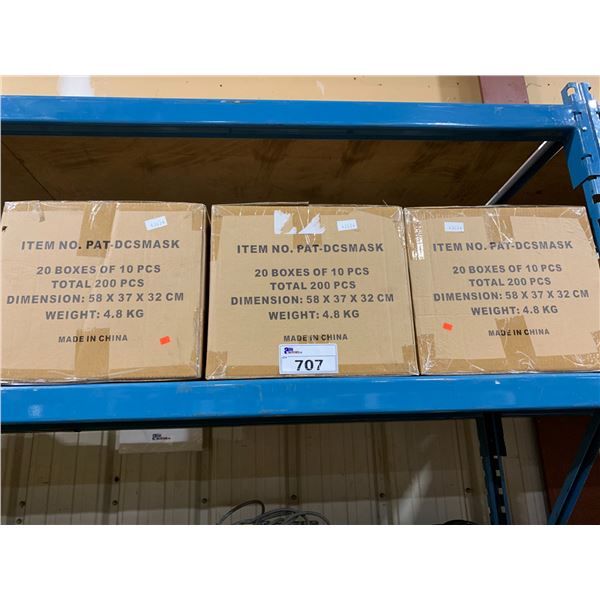 ITEM NO. PAT-DCSMASK
20 BOXES OF 10 PCS
TOTAL 200 PCS
DIMENSION: 58 X 37 X 32 CM
WEIGHT: 4.8 KG
MADE IN CHINA
ITEM NO. PAT-DCSMASK
20 BOXES OF 10 PCS
TOTAL 200 PCS
DIMENSION: 58 X 37 X 32 CM
WEIGHT: 4.8 KG
MADE IN CHINA
707
ITEM NO. PAT-DCSMASK
20 BOXES OF 10 PCS
TOTAL 200 PCS
DIMENSION: 58 X 37 X 32 CM
WEIGHT: 4.8 KG
MADE IN CHINA